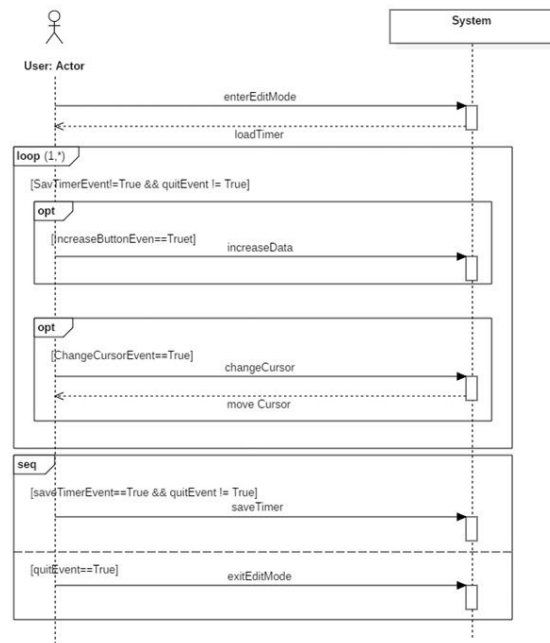 System
User: Actor
enterEditMode
loadTimer
loop (1,*)
[SavTimerEvent!=True && quitEvent != True]
opt
[IncreaseButtonEven==Truet]
increaseData
opt
[ChangeCursorEvent==True]
changeCursor
move Cursor
seq
[saveTimerEvent==True && quitEvent != True]
saveTimer
[quitEvent==True]
exitEditMode